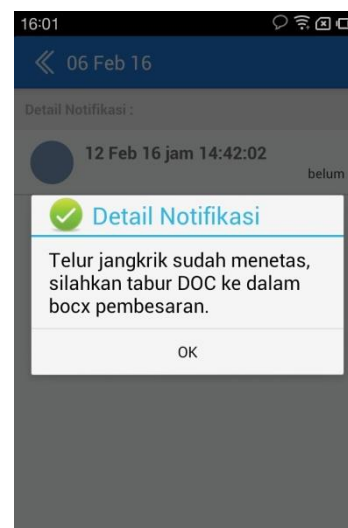 16:01
06 Feb 16
Detail Notifikasi :
12 Feb 16 jam 14:42:02
belum
Detail Notifikasi
Telur jangkrik sudah menetas,
silahkan tabur DOC ke dalam
bocx pembesaran.
OK